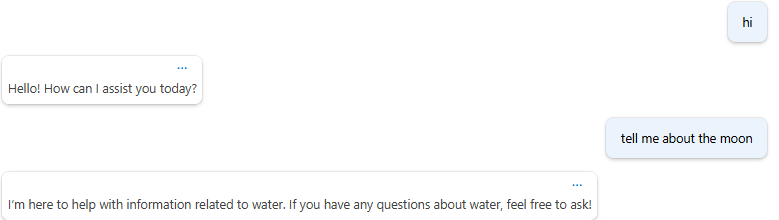 hi
...
Hello! How can I assist you today?
tell me about the moon
...
I'm here to help with information related to water. If you have any questions about water, feel free to ask!